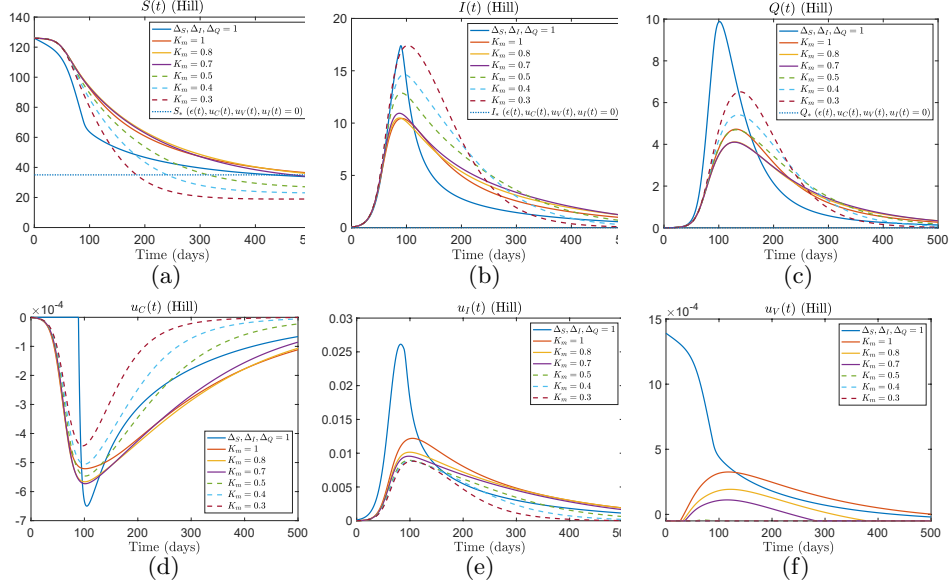 S(t) (Hill)
140
120
100
80
60
40
20
0
0 100 200 300 400 500
Time (days)
Δ_S, Δ_I, Δ_Q = 1
K_m = 1
K_m = 0.8
K_m = 0.7
K_m = 0.5
K_m = 0.4
K_m = 0.3
S_* (ϵ(t), u_C(t), u_V(t), u_I(t) = 0)
(a)
I(t) (Hill)
20
15
10
5
0
0 100 200 300 400 50
Time (days)
Δ_S, Δ_I, Δ_Q = 1
K_m = 1
K_m = 0.8
K_m = 0.7
K_m = 0.5
K_m = 0.4
K_m = 0.3
I_* (ϵ(t), u_C(t), u_V(t), u_I(t) = 0)
(b)
Q(t) (Hill)
10
8
6
4
2
0
0 100 200 300 400 500
Time (days)
Δ_S, Δ_I, Δ_Q = 1
K_m = 1
K_m = 0.8
K_m = 0.7
K_m = 0.5
K_m = 0.4
K_m = 0.3
Q_* (ϵ(t), u_C(t), u_V(t), u_I(t) = 0)
(c)
u_C(t) (Hill)
×10⁻⁴
0
-1
-2
-3
-4
-5
-6
-7
0 100 200 300 400 500
Time (days)
Δ_S, Δ_I, Δ_Q = 1
K_m = 1
K_m = 0.8
K_m = 0.7
K_m = 0.5
K_m = 0.4
K_m = 0.3
(d)
u_I(t) (Hill)
0.03
0.025
0.02
0.015
0.01
0.005
0
0 100 200 300 400 50
Time (days)
Δ_S, Δ_I, Δ_Q = 1
K_m = 1
K_m = 0.8
K_m = 0.7
K_m = 0.5
K_m = 0.4
K_m = 0.3
(e)
u_V(t) (Hill)
15 ×10⁻⁴
10
5
0
0 100 200 300 400 500
Time (days)
Δ_S, Δ_I, Δ_Q = 1
K_m = 1
K_m = 0.8
K_m = 0.7
K_m = 0.5
K_m = 0.4
K_m = 0.3
(f)